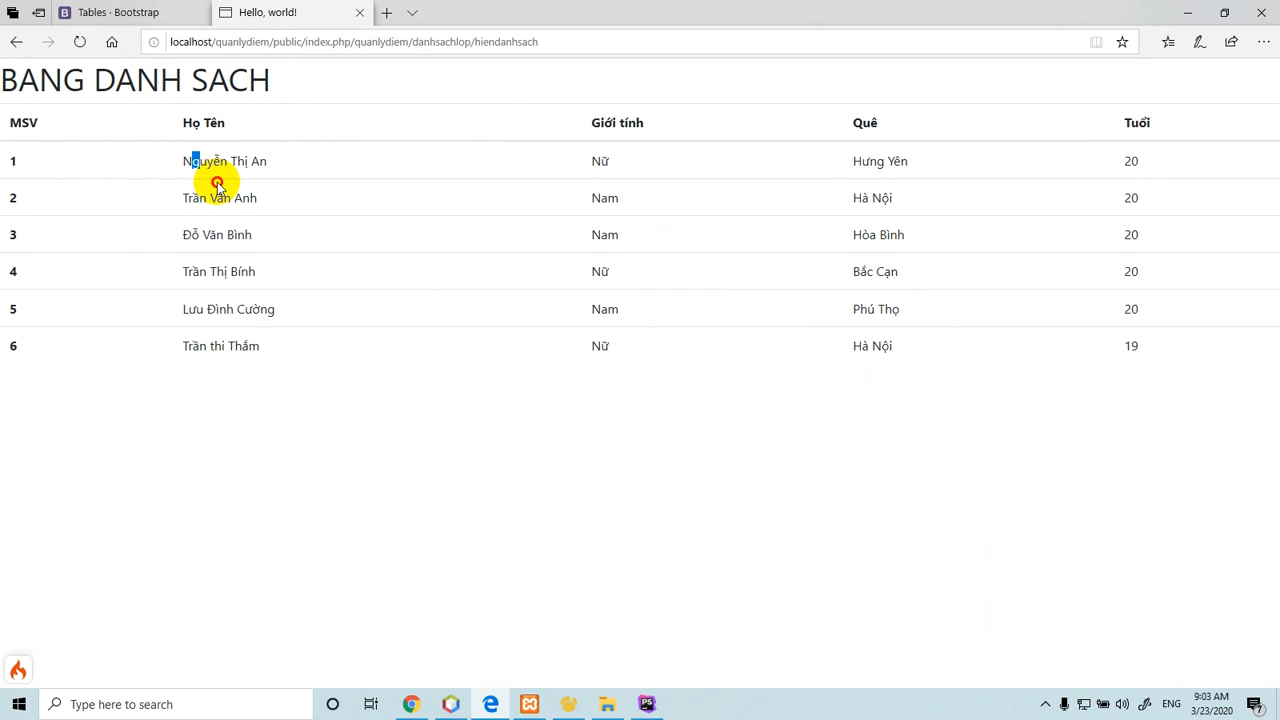 Tables - Bootstrap
Hello, world!
localhost/quanlydiem/public/index.php/quanlydiem/danhsachlop/hiendanhsach
BANG DANH SACH
MSV Họ Tên Giới tính Quê Tuổi
1 Nguyễn Thị An Nữ Hưng Yên 20
2 Trần Văn Anh Nam Hà Nội 20
3 Đỗ Văn Bình Nam Hòa Bình 20
4 Trần Thị Bính Nữ Bắc Cạn 20
5 Lưu Đình Cường Nam Phú Thọ 20
6 Trần thi Thắm Nữ Hà Nội 19
Type here to search
ENG
9:03 AM
3/23/2020